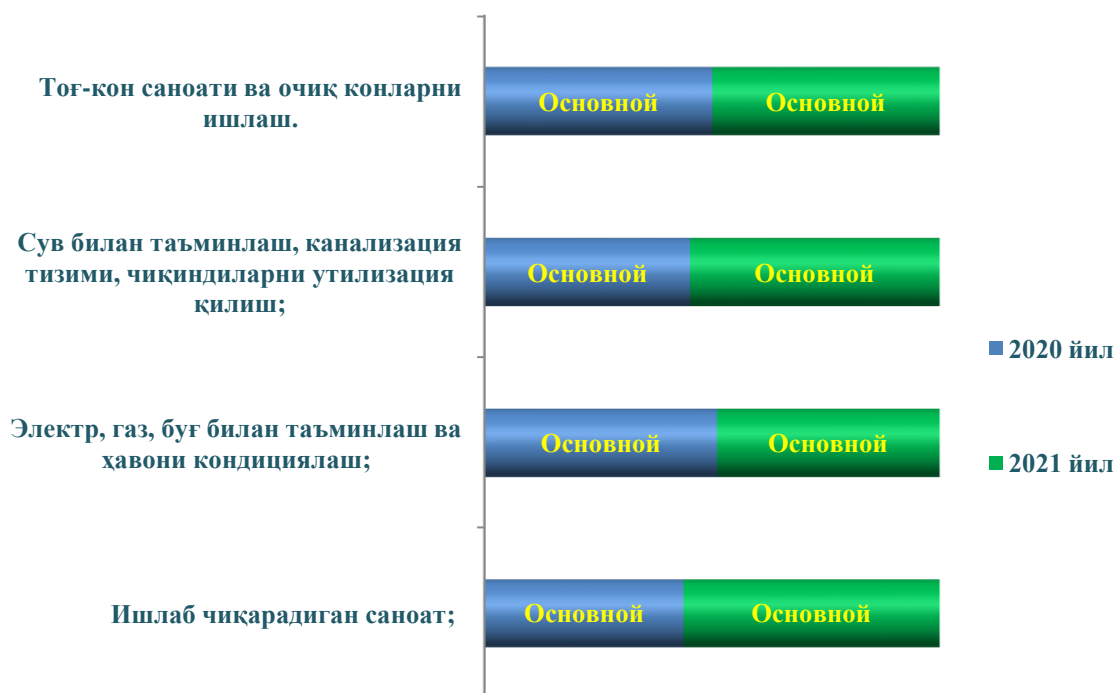 Тоғ-кон саноати ва очиқ конларни
ишлаш.
Основной Основной
Сув билан таъминлаш, канализация
тизими, чиқиндиларни утилизация
қилиш;
Основной Основной
Электр, газ, буғ билан таъминлаш ва
ҳавони кондициялаш;
Основной Основной
Ишлаб чиқарадиган саноат;
Основной Основной
2020 йил
2021 йил